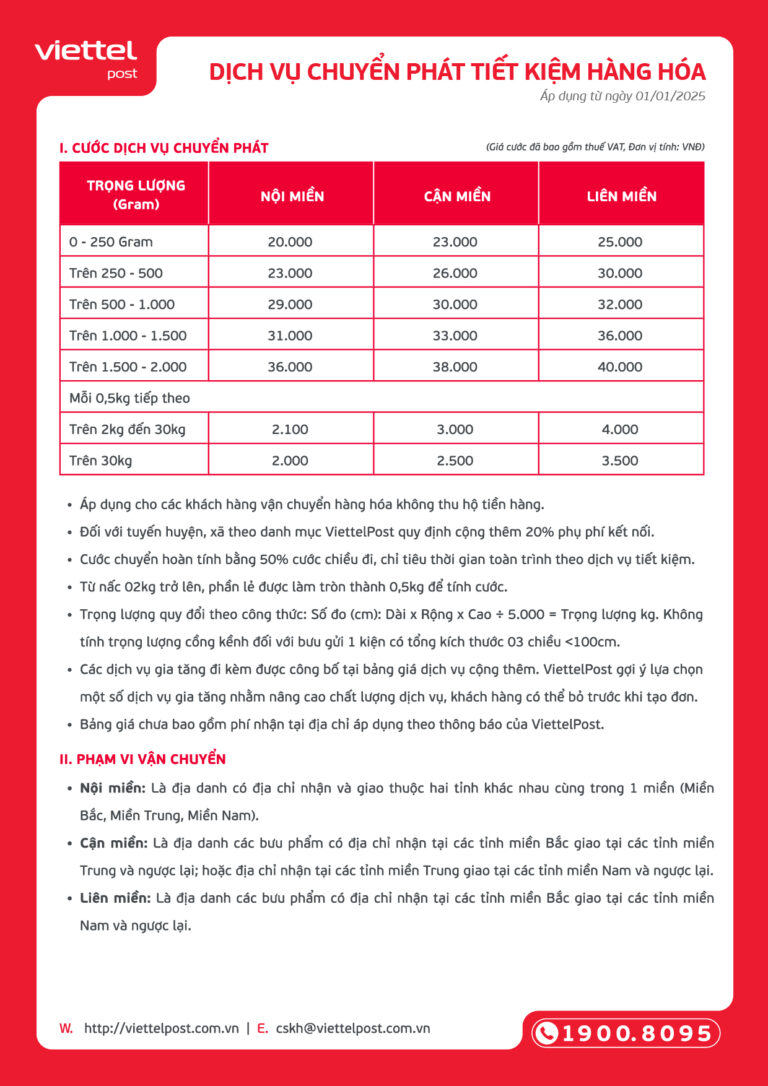 viettel
post
DỊCH VỤ CHUYỂN PHÁT TIẾT KIỆM HÀNG HÓA
Áp dụng từ ngày 01/01/2025
I. CƯỚC DỊCH VỤ CHUYỂN PHÁT (Giá cước đã bao gồm thuế VAT, Đơn vị tính: VNĐ)
TRỌNG LƯỢNG (Gram) NỘI MIỀN CẬN MIỀN LIÊN MIỀN
0 - 250 Gram 20.000 23.000 25.000
Trên 250 - 500 23.000 26.000 30.000
Trên 500 - 1.000 29.000 30.000 32.000
Trên 1.000 - 1.500 31.000 33.000 36.000
Trên 1.500 - 2.000 36.000 38.000 40.000
Mỗi 0,5kg tiếp theo
Trên 2kg đến 30kg 2.100 3.000 4.000
Trên 30kg 2.000 2.500 3.500
• Áp dụng cho các khách hàng vận chuyển hàng hóa không thu hộ tiền hàng.
• Đối với tuyến huyện, xã theo danh mục ViettelPost quy định cộng thêm 20% phụ phí kết nối.
• Cước chuyển hoàn tính bằng 50% cước chiều đi, chỉ tiêu thời gian toàn trình theo dịch vụ tiết kiệm.
• Từ nấc 02kg trở lên, phần lẻ được làm tròn thành 0,5kg để tính cước.
• Trọng lượng quy đổi theo công thức: Số đo (cm): Dài x Rộng x Cao ÷ 5.000 = Trọng lượng kg. Không
tính trọng lượng cồng kềnh đối với bưu gửi 1 kiện có tổng kích thước 03 chiều <100cm.
• Các dịch vụ gia tăng đi kèm được công bố tại bảng giá dịch vụ cộng thêm. ViettelPost gợi ý lựa chọn
một số dịch vụ gia tăng nhằm nâng cao chất lượng dịch vụ, khách hàng có thể bỏ trước khi tạo đơn.
• Bảng giá chưa bao gồm phí nhận tại địa chỉ áp dụng theo thông báo của ViettelPost.
II. PHẠM VI VẬN CHUYỂN
• Nội miền: Là địa danh có địa chỉ nhận và giao thuộc hai tỉnh khác nhau cùng trong 1 miền (Miền
Bắc, Miền Trung, Miền Nam).
• Cận miền: Là địa danh các bưu phẩm có địa chỉ nhận tại các tỉnh miền Bắc giao tại các tỉnh miền
Trung và ngược lại; hoặc địa chỉ nhận tại các tỉnh miền Trung giao tại các tỉnh miền Nam và ngược lại.
• Liên miền: Là địa danh các bưu phẩm có địa chỉ nhận tại các tỉnh miền Bắc giao tại các tỉnh miền
Nam và ngược lại.
W. http://viettelpost.com.vn | E. cskh@viettelpost.com.vn
1900.8095